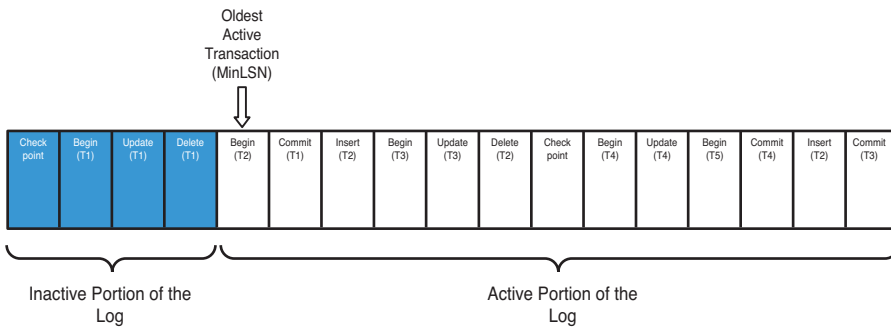 Oldest
Active
Transaction
(MinLSN)
Check
point
Begin
(T1)
Update
(T1)
Delete
(T1)
Begin
(T2)
Commit
(T1)
Insert
(T2)
Begin
(T3)
Update
(T3)
Delete
(T2)
Check
point
Begin
(T4)
Update
(T4)
Begin
(T5)
Commit
(T4)
Insert
(T2)
Commit
(T3)
Inactive Portion of the
Log
Active Portion of the
Log